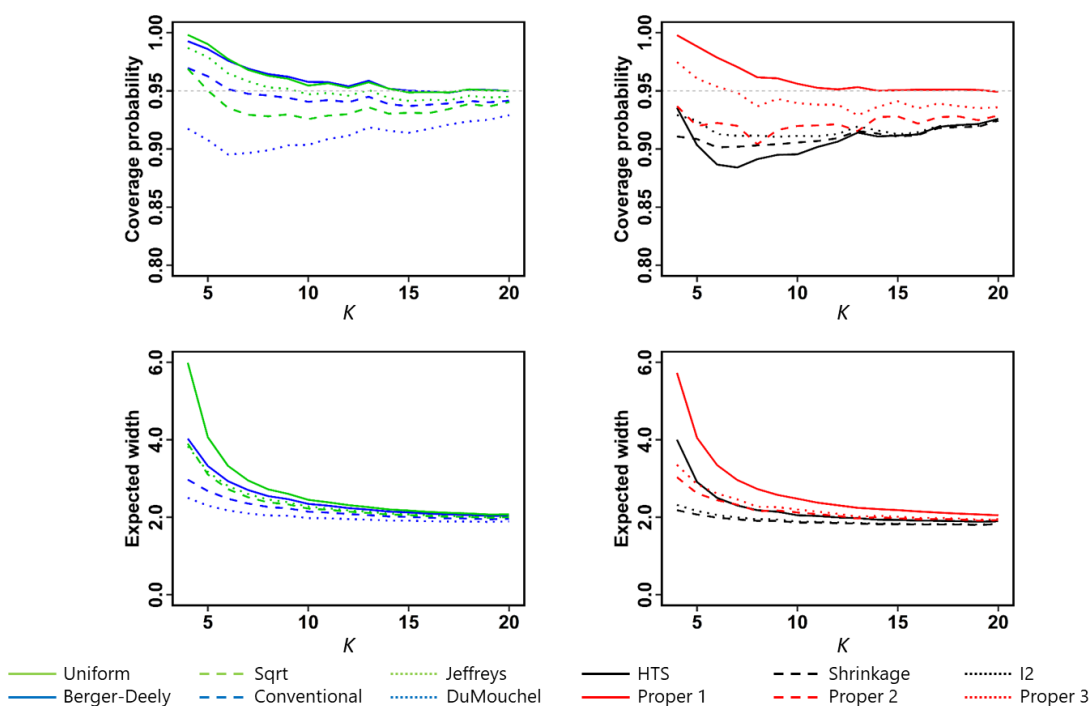 Coverage probability
1.00
0.95
0.90
0.85
0.80
5 10 15 20
K
Coverage probability
1.00
0.95
0.90
0.85
0.80
5 10 15 20
K
Expected width
6.0
4.0
2.0
0.0
5 10 15 20
K
Expected width
6.0
4.0
2.0
0.0
5 10 15 20
K
Uniform Sqrt Jeffreys HTS Shrinkage I2
Berger-Deely Conventional DuMouchel Proper 1 Proper 2 Proper 3